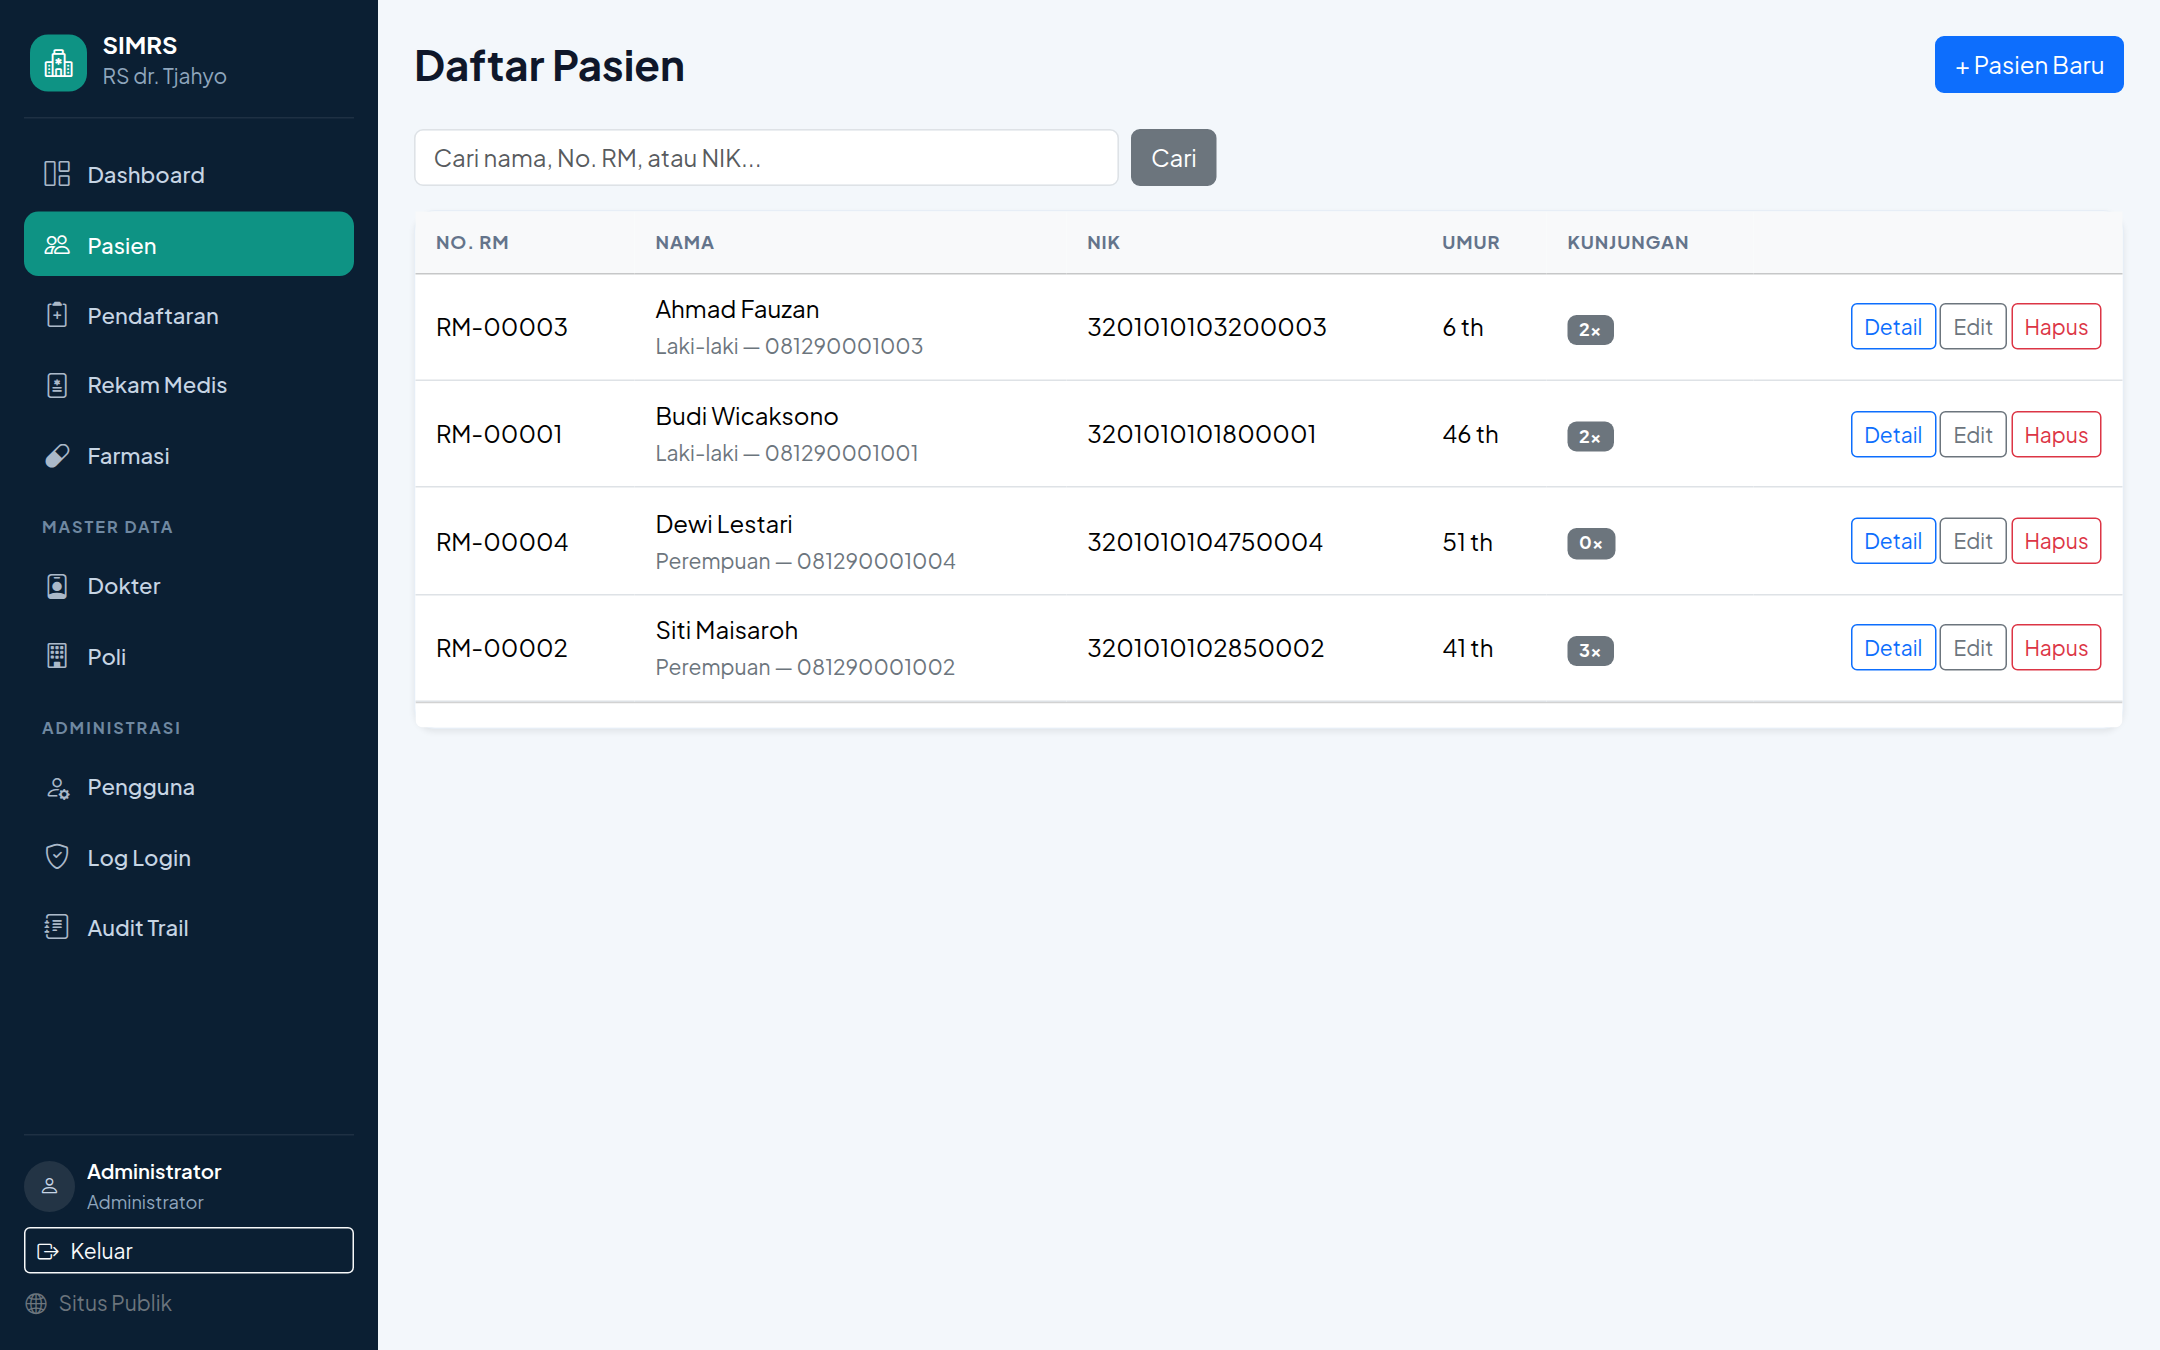 SIMRS
RS dr. Tjahyo
Dashboard
Pasien
Pendaftaran
Rekam Medis
Farmasi
MASTER DATA
Dokter
Poli
ADMINISTRASI
Pengguna
Log Login
Audit Trail
Administrator
Administrator
Keluar
Situs Publik
Daftar Pasien
+ Pasien Baru
Cari nama, No. RM, atau NIK...
Cari
NO. RM NAMA NIK UMUR KUNJUNGAN
RM-00003 Ahmad Fauzan 3201010103200003 6 th 2× Detail Edit Hapus
Laki-laki — 081290001003
RM-00001 Budi Wicaksono 3201010101800001 46 th 2× Detail Edit Hapus
Laki-laki — 081290001001
RM-00004 Dewi Lestari 3201010104750004 51 th 0× Detail Edit Hapus
Perempuan — 081290001004
RM-00002 Siti Maisaroh 3201010102850002 41 th 3× Detail Edit Hapus
Perempuan — 081290001002